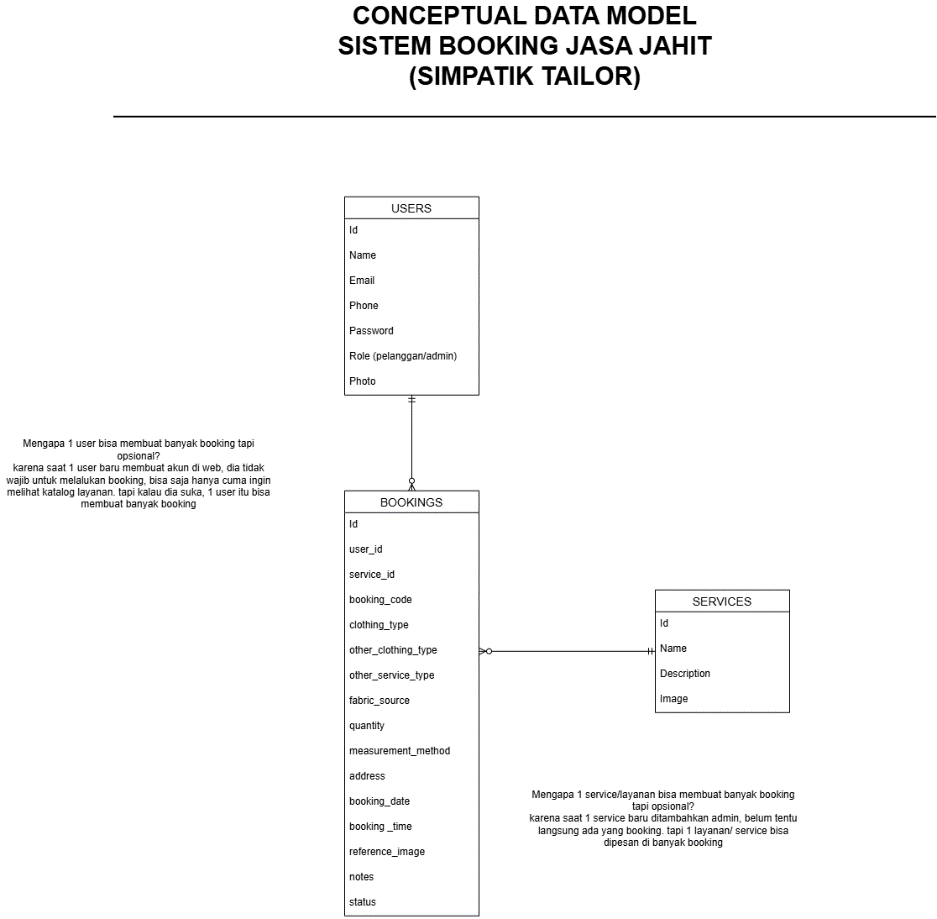 CONCEPTUAL DATA MODEL
SISTEM BOOKING JASA JAHIT
(SIMPATIK TAILOR)
USERS
Id
Name
Email
Phone
Password
Role (pelanggan/admin)
Photo
Mengapa 1 user bisa membuat banyak booking tapi
opsional?
karena saat 1 user baru membuat akun di web, dia tidak
wajib untuk melalukan booking, bisa saja hanya cuma ingin
melihat katalog layanan. tapi kalau dia suka, 1 user itu bisa
membuat banyak booking
BOOKINGS
Id
user_id
service_id
booking_code
clothing_type
other_clothing_type
other_service_type
fabric_source
quantity
measurement_method
address
booking_date
booking _time
reference_image
notes
status
SERVICES
Id
Name
Description
Image
Mengapa 1 service/layanan bisa membuat banyak booking
tapi opsional?
karena saat 1 service baru ditambahkan admin, belum tentu
langsung ada yang booking. tapi 1 layanan/ service bisa
dipesan di banyak booking